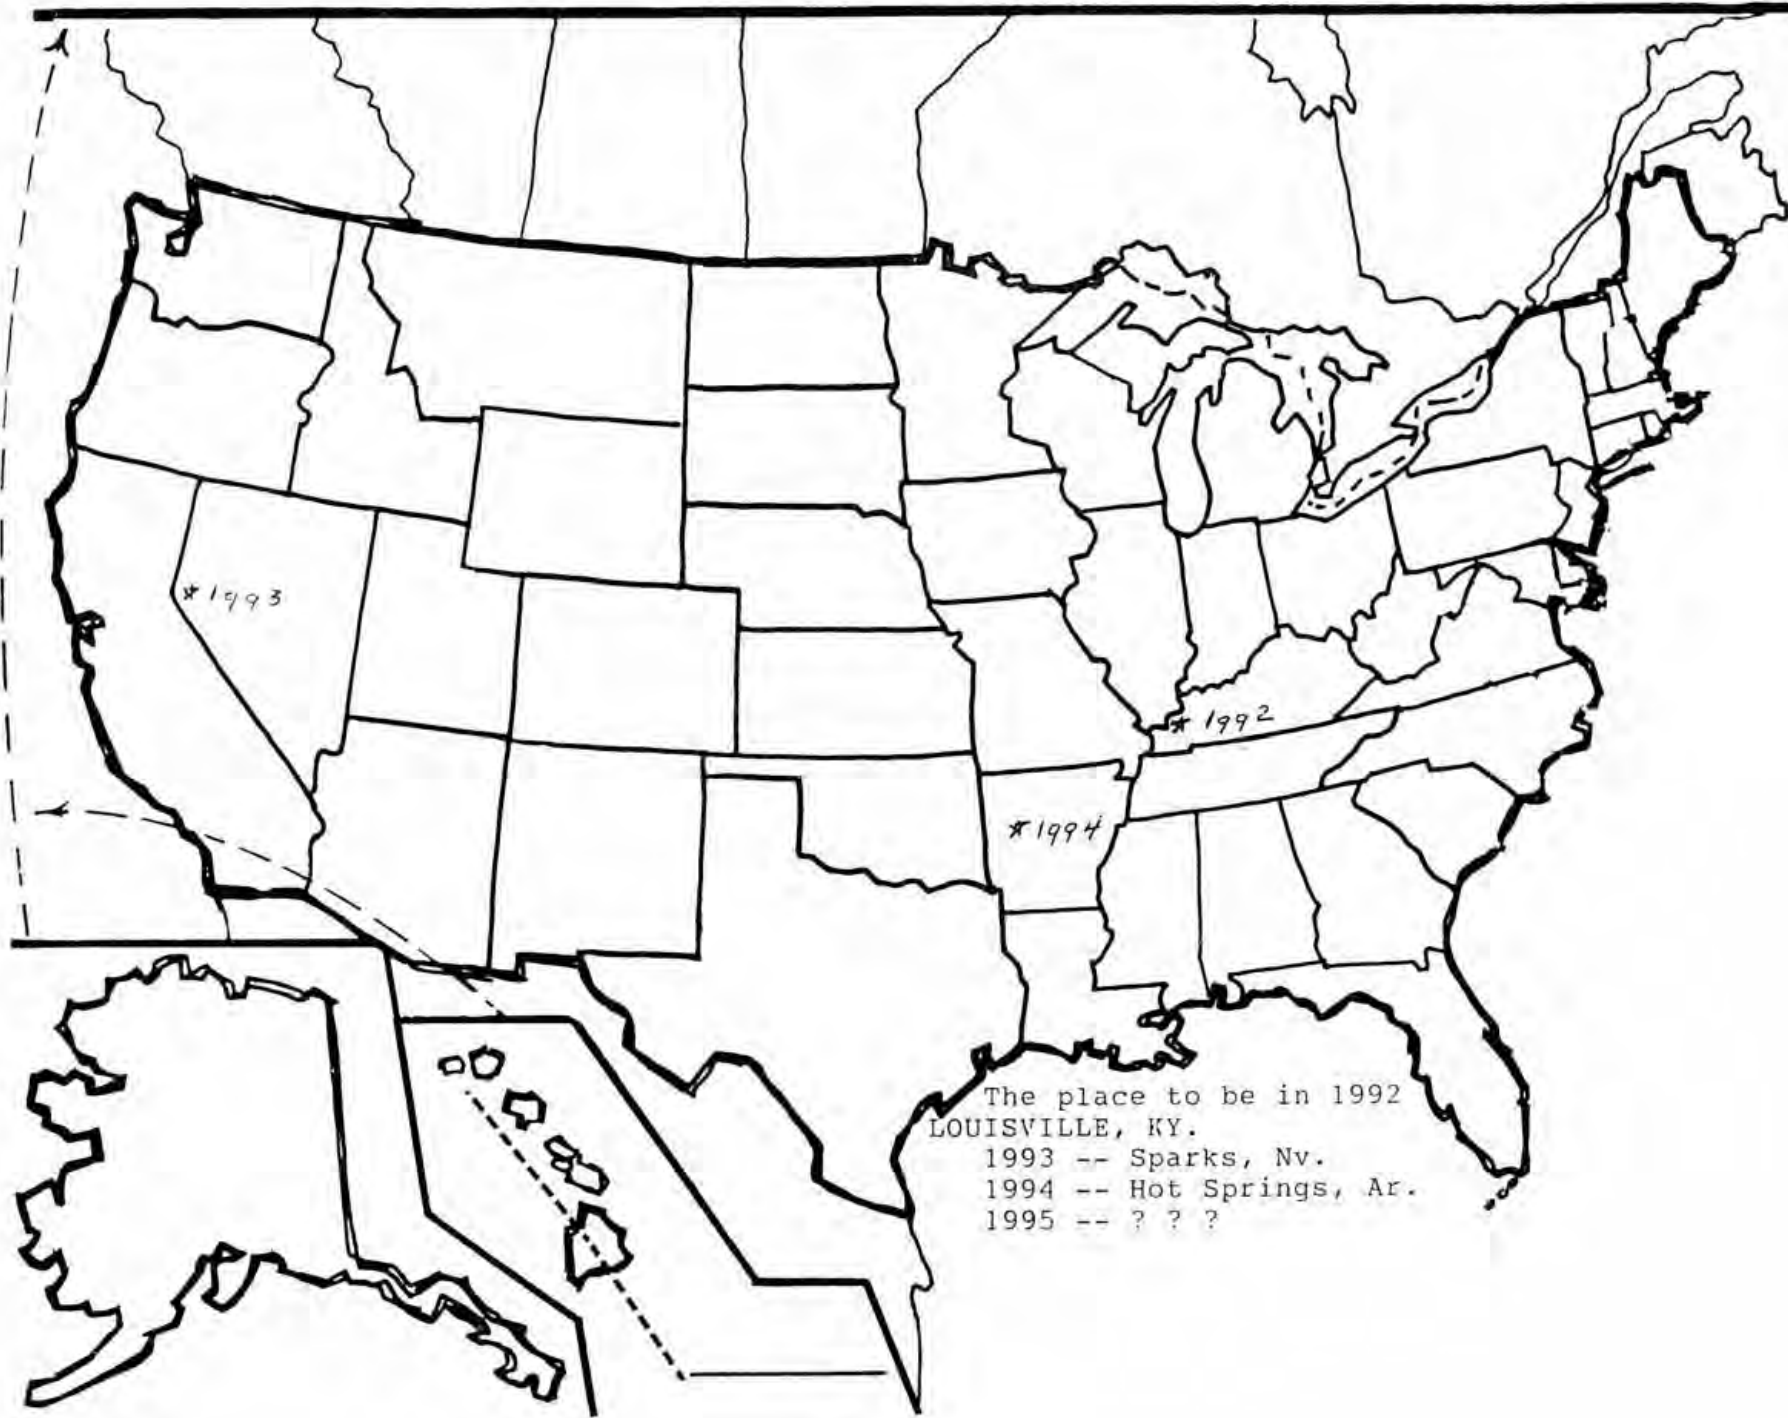 * 1993
* 1992
* 1994
The place to be in 1992
LOUISVILLE, KY.
1993 -- Sparks, Nv.
1994 -- Hot Springs, Ar.
1995 -- ? ? ?